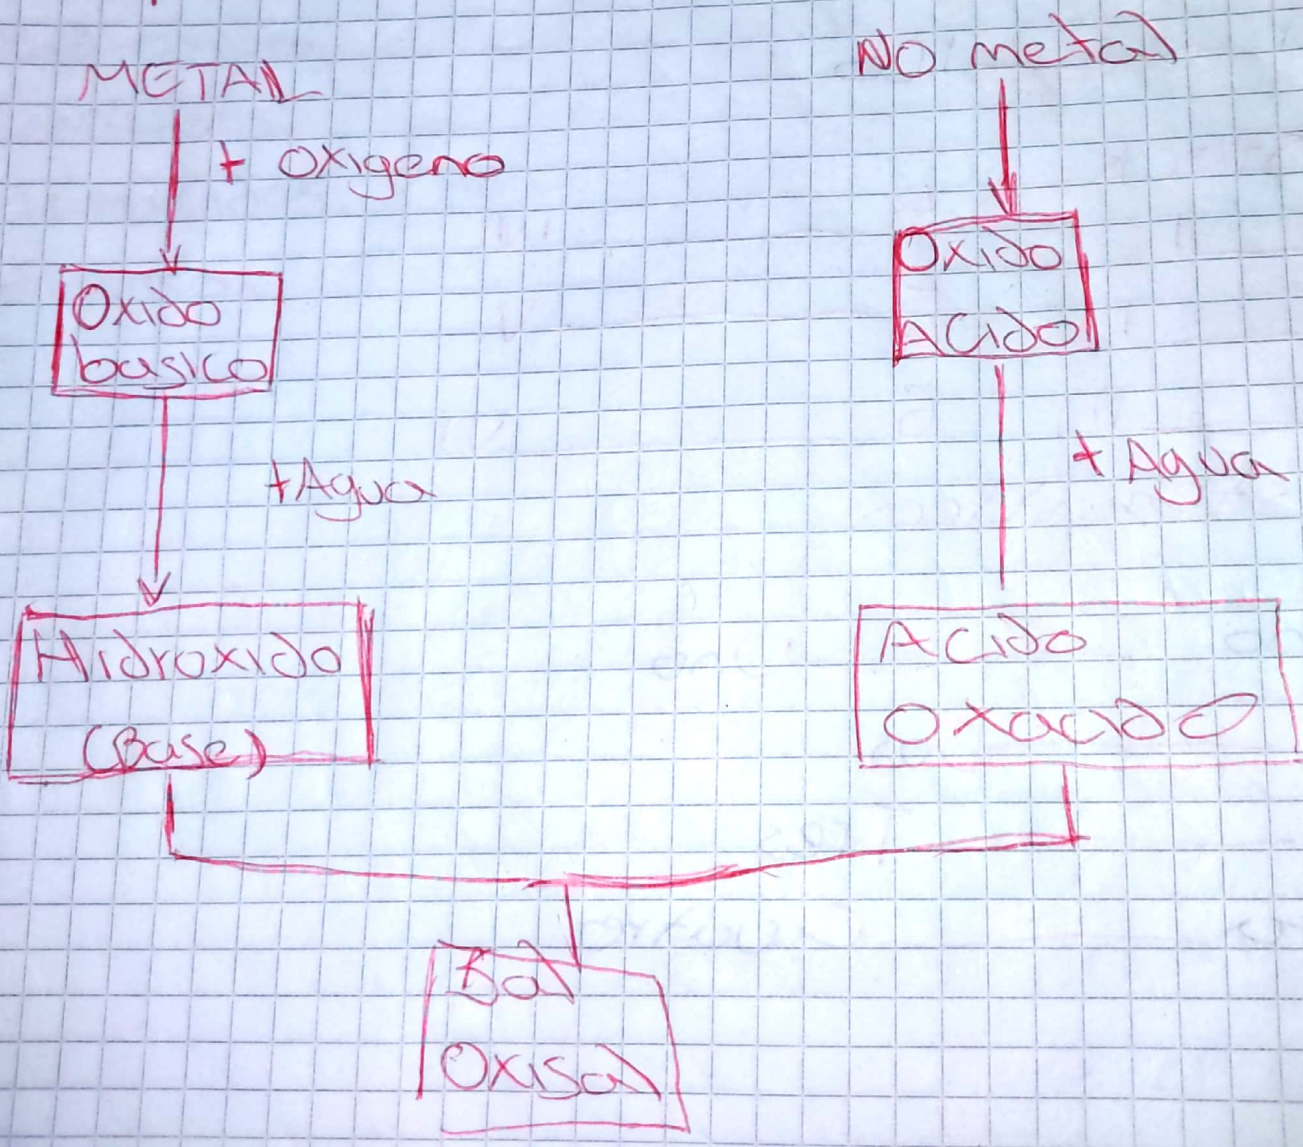 METAL
NO metal
+ Oxigeno
Oxido
basico
Oxido
ACido
+Agua
+ Agua
Hidroxido
(Base)
ACido
Oxacido
Sal
Oxisal